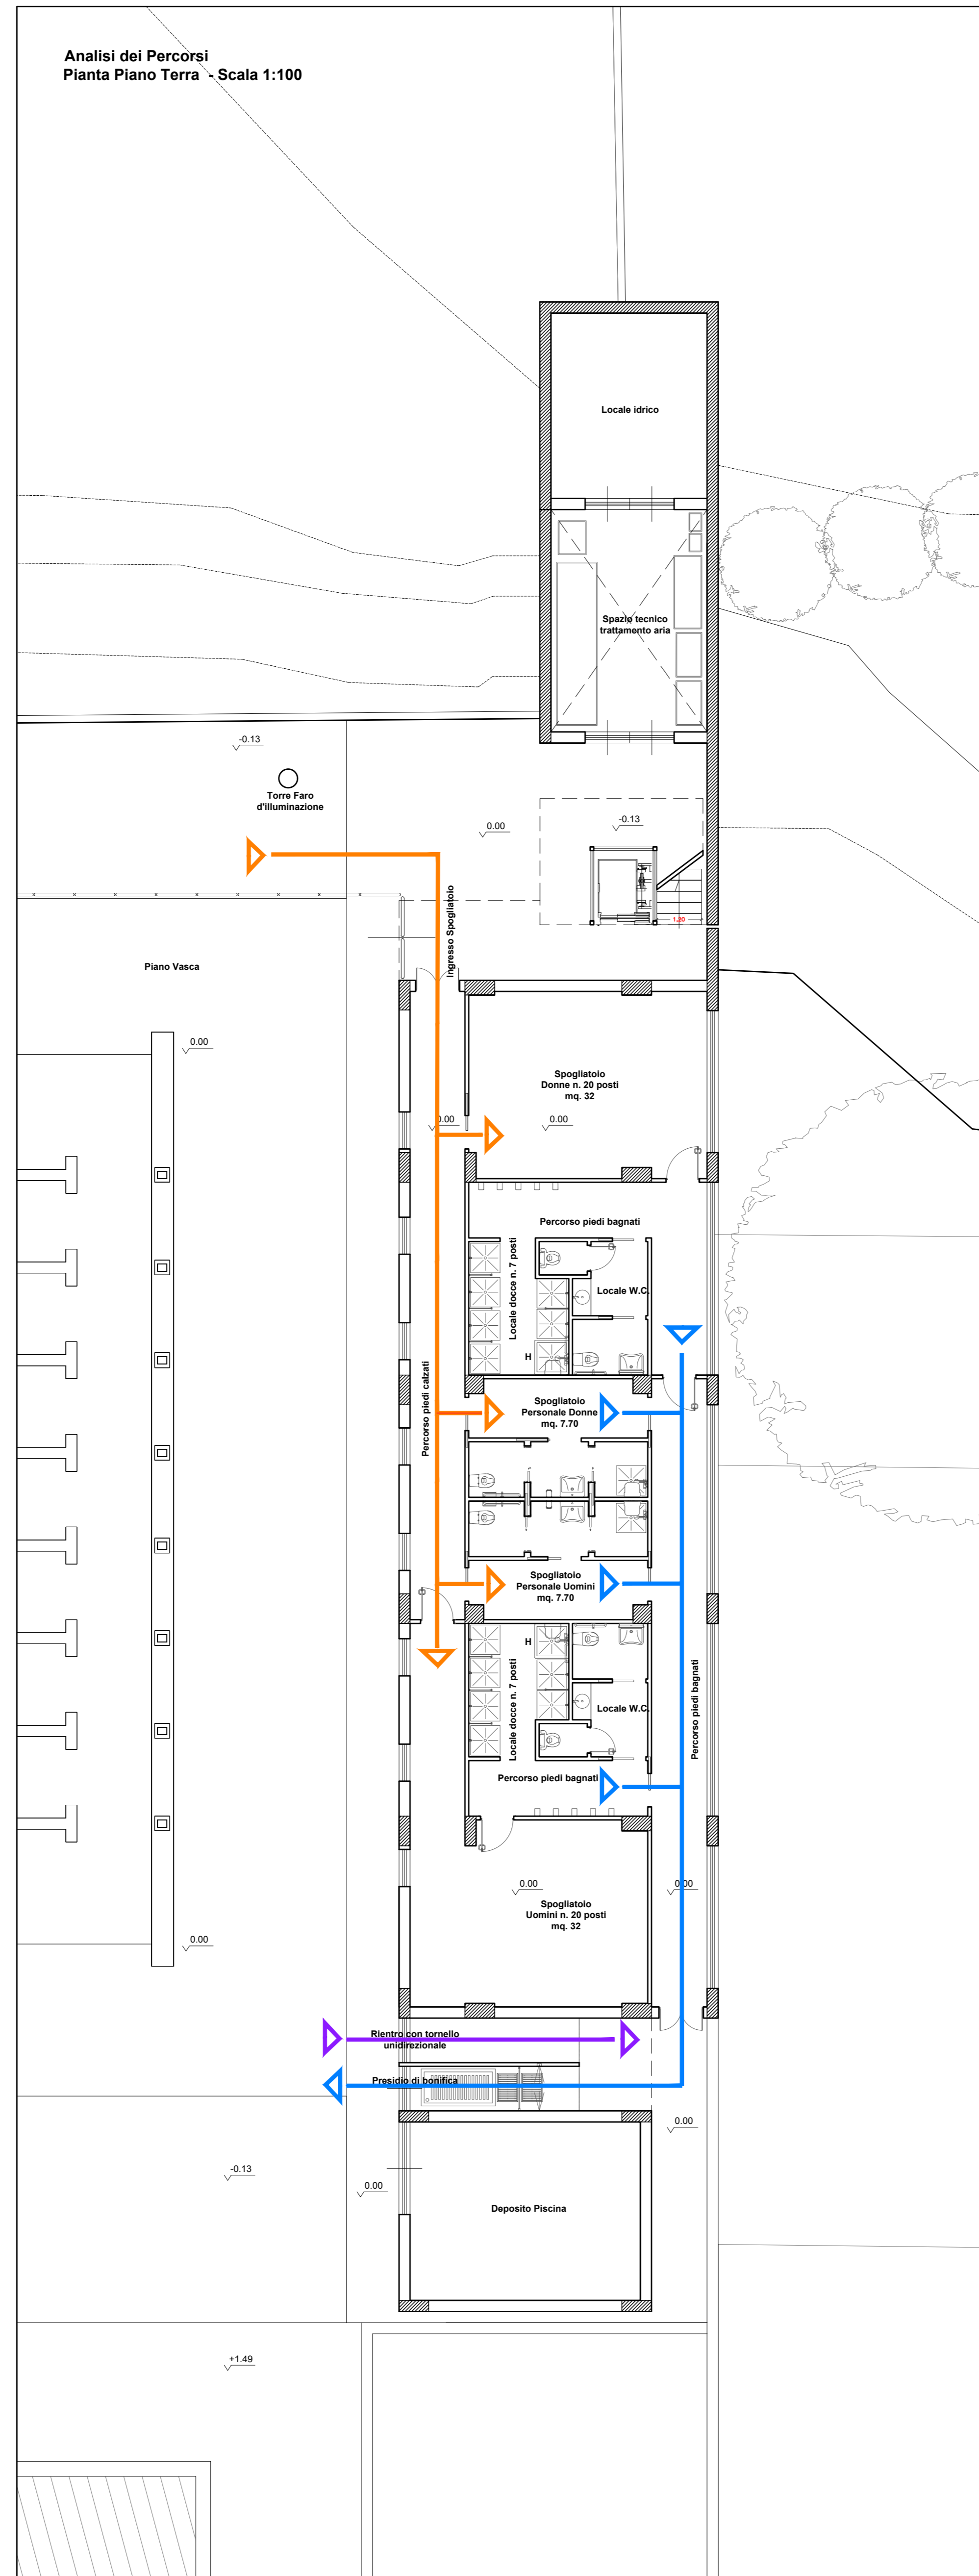 Analisi dei Percorsi
Pianta Piano Terra - Scala 1:100
Locale idrico
Spazio tecnico
trattamento aria
-0.13
Torre Faro
d'illuminazione
0.00
-0.13
1,20
Ingresso Spogliatoio
Piano Vasca
0.00
Spogliatoio
Donne n. 20 posti
mq. 32
0.00
0.00
Percorso piedi bagnati
Locale docce n. 7 posti
Locale W.C.
H
Percorso piedi calzati
Spogliatoio
Personale Donne
mq. 7.70
Spogliatoio
Personale Uomini
mq. 7.70
H
Locale docce n. 7 posti
Locale W.C.
Percorso piedi bagnati
Percorso piedi bagnati
0.00
0.00
Spogliatoio
Uomini n. 20 posti
mq. 32
0.00
Rientro con tornello
unidirezionale
Presidio di bonifica
0.00
-0.13
0.00
Deposito Piscina
+1.49